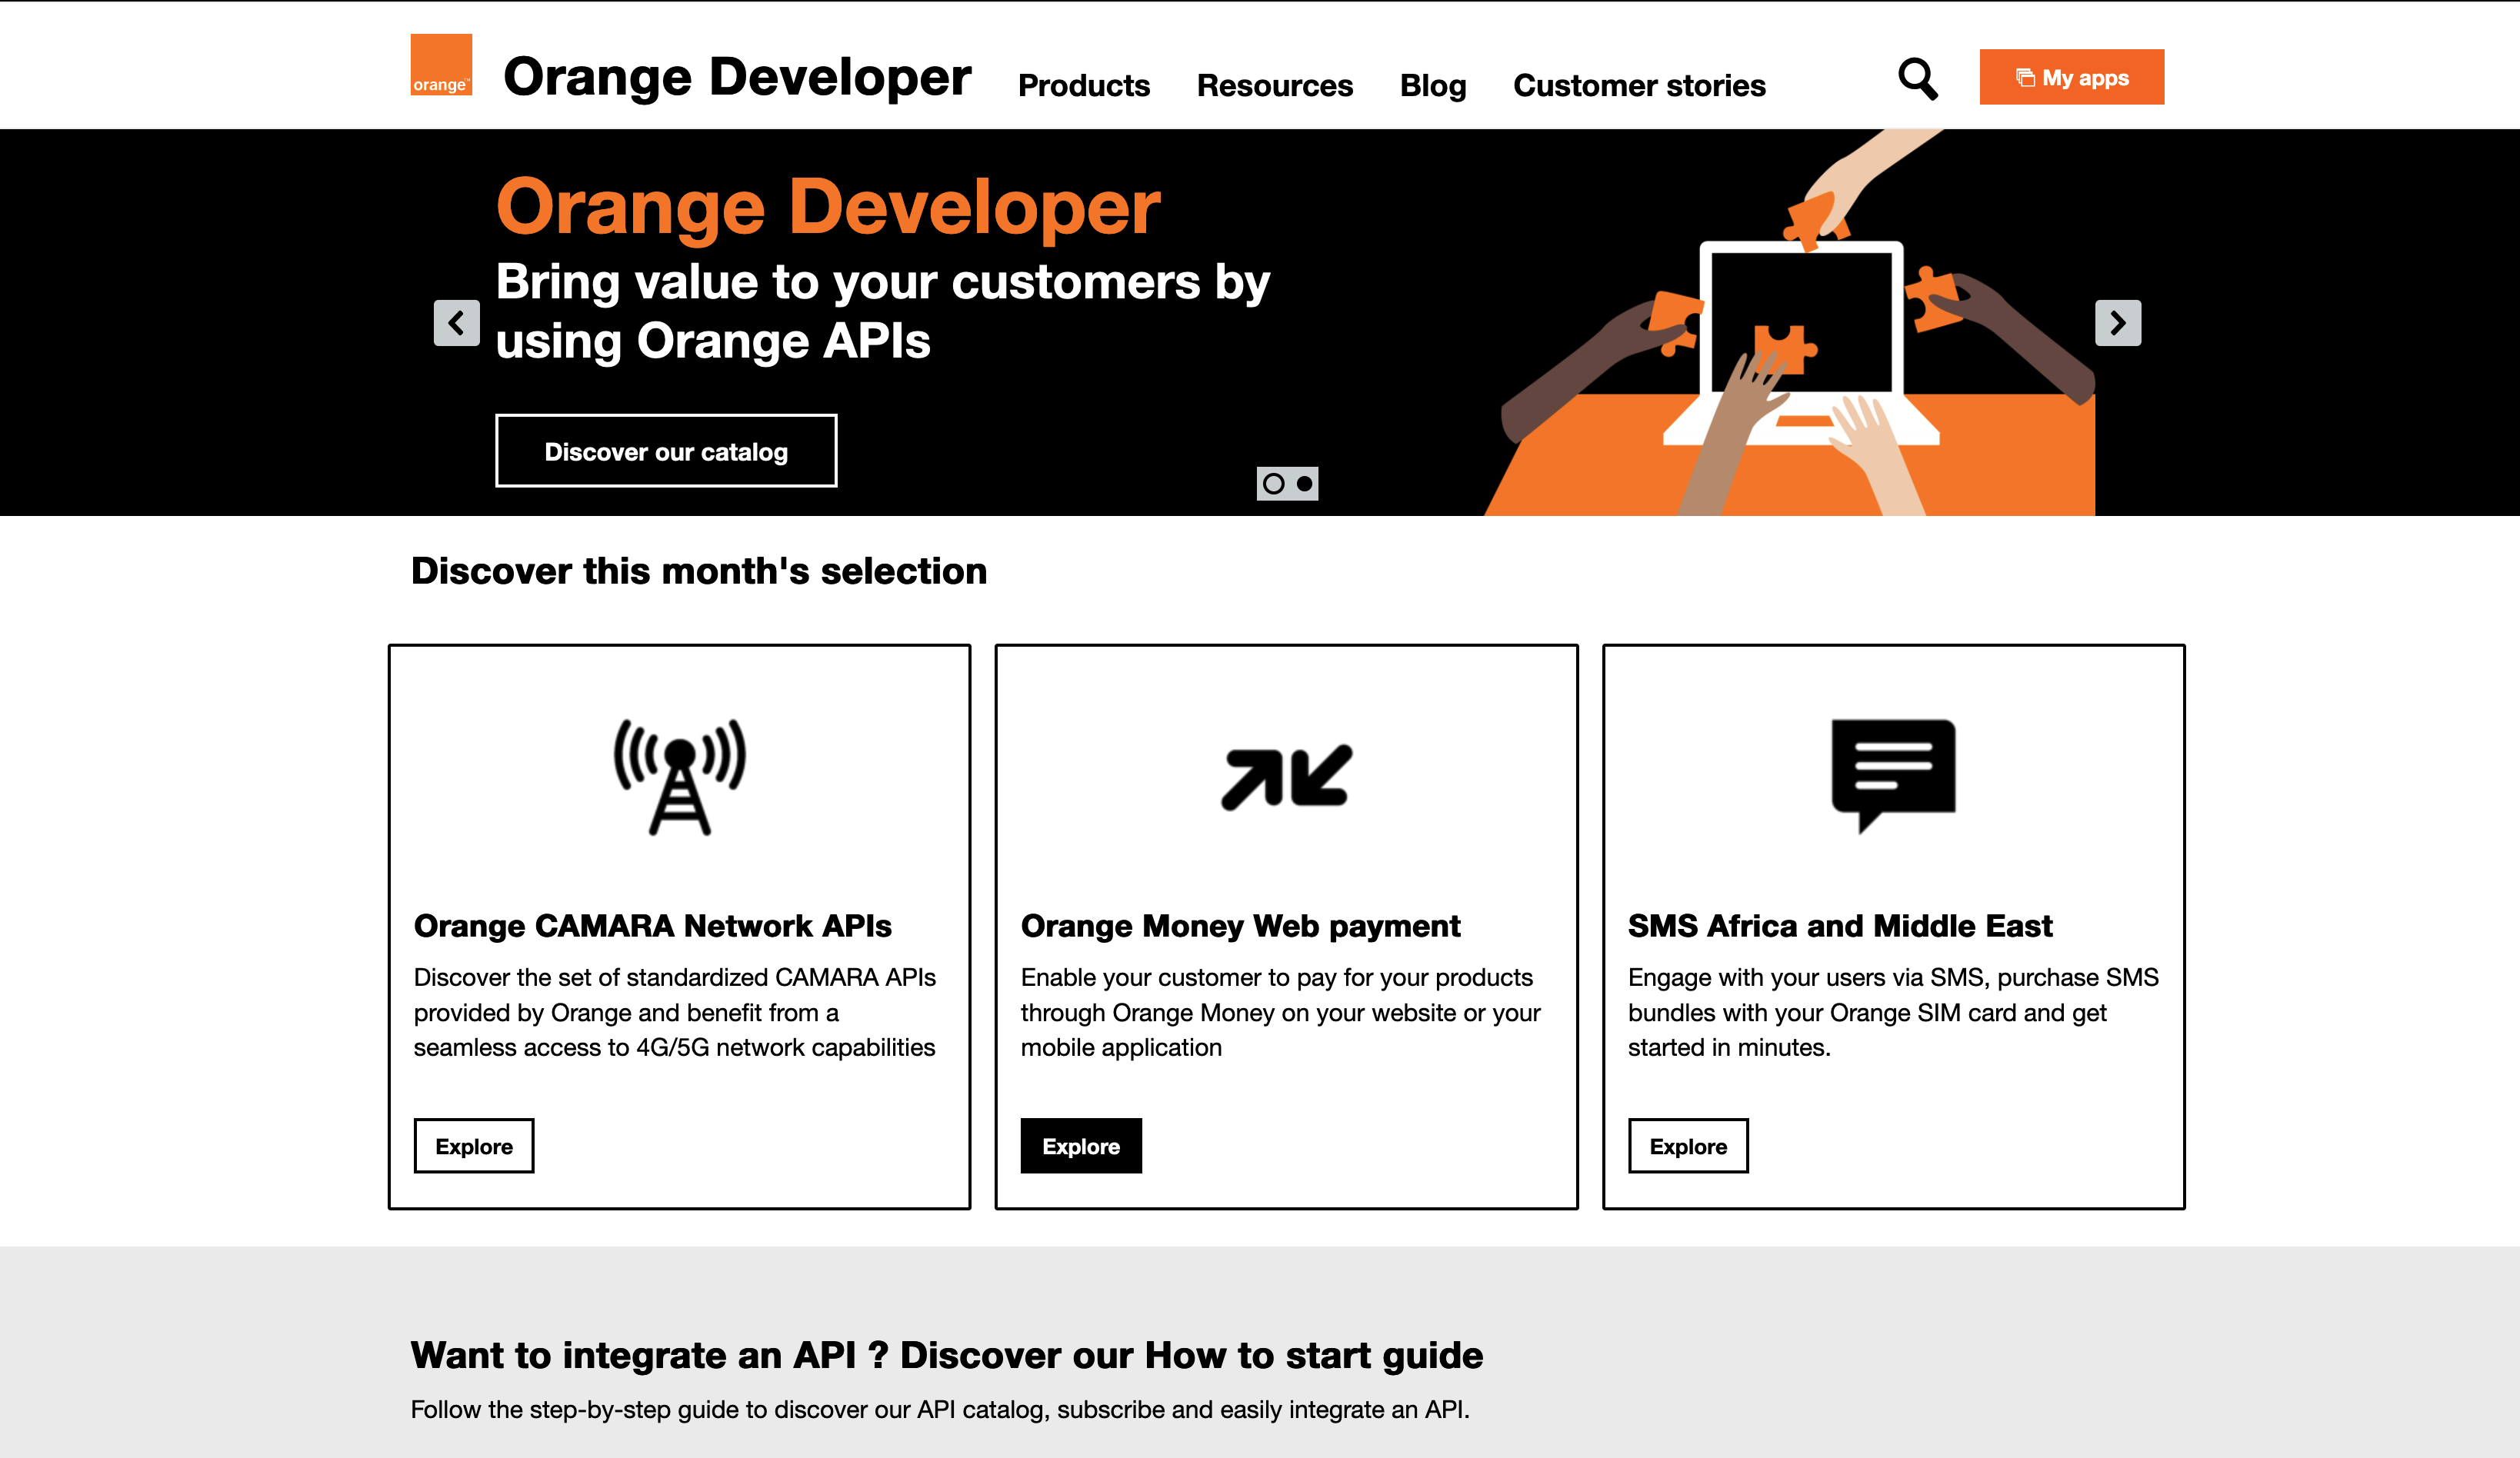 orange™
Orange Developer
Products
Resources
Blog
Customer stories
My apps
Orange Developer
Bring value to your customers by
using Orange APIs
Discover our catalog
Discover this month's selection
Orange CAMARA Network APIs
Discover the set of standardized CAMARA APIs
provided by Orange and benefit from a
seamless access to 4G/5G network capabilities
Explore
Orange Money Web payment
Enable your customer to pay for your products
through Orange Money on your website or your
mobile application
Explore
SMS Africa and Middle East
Engage with your users via SMS, purchase SMS
bundles with your Orange SIM card and get
started in minutes.
Explore
Want to integrate an API ? Discover our How to start guide
Follow the step-by-step guide to discover our API catalog, subscribe and easily integrate an API.